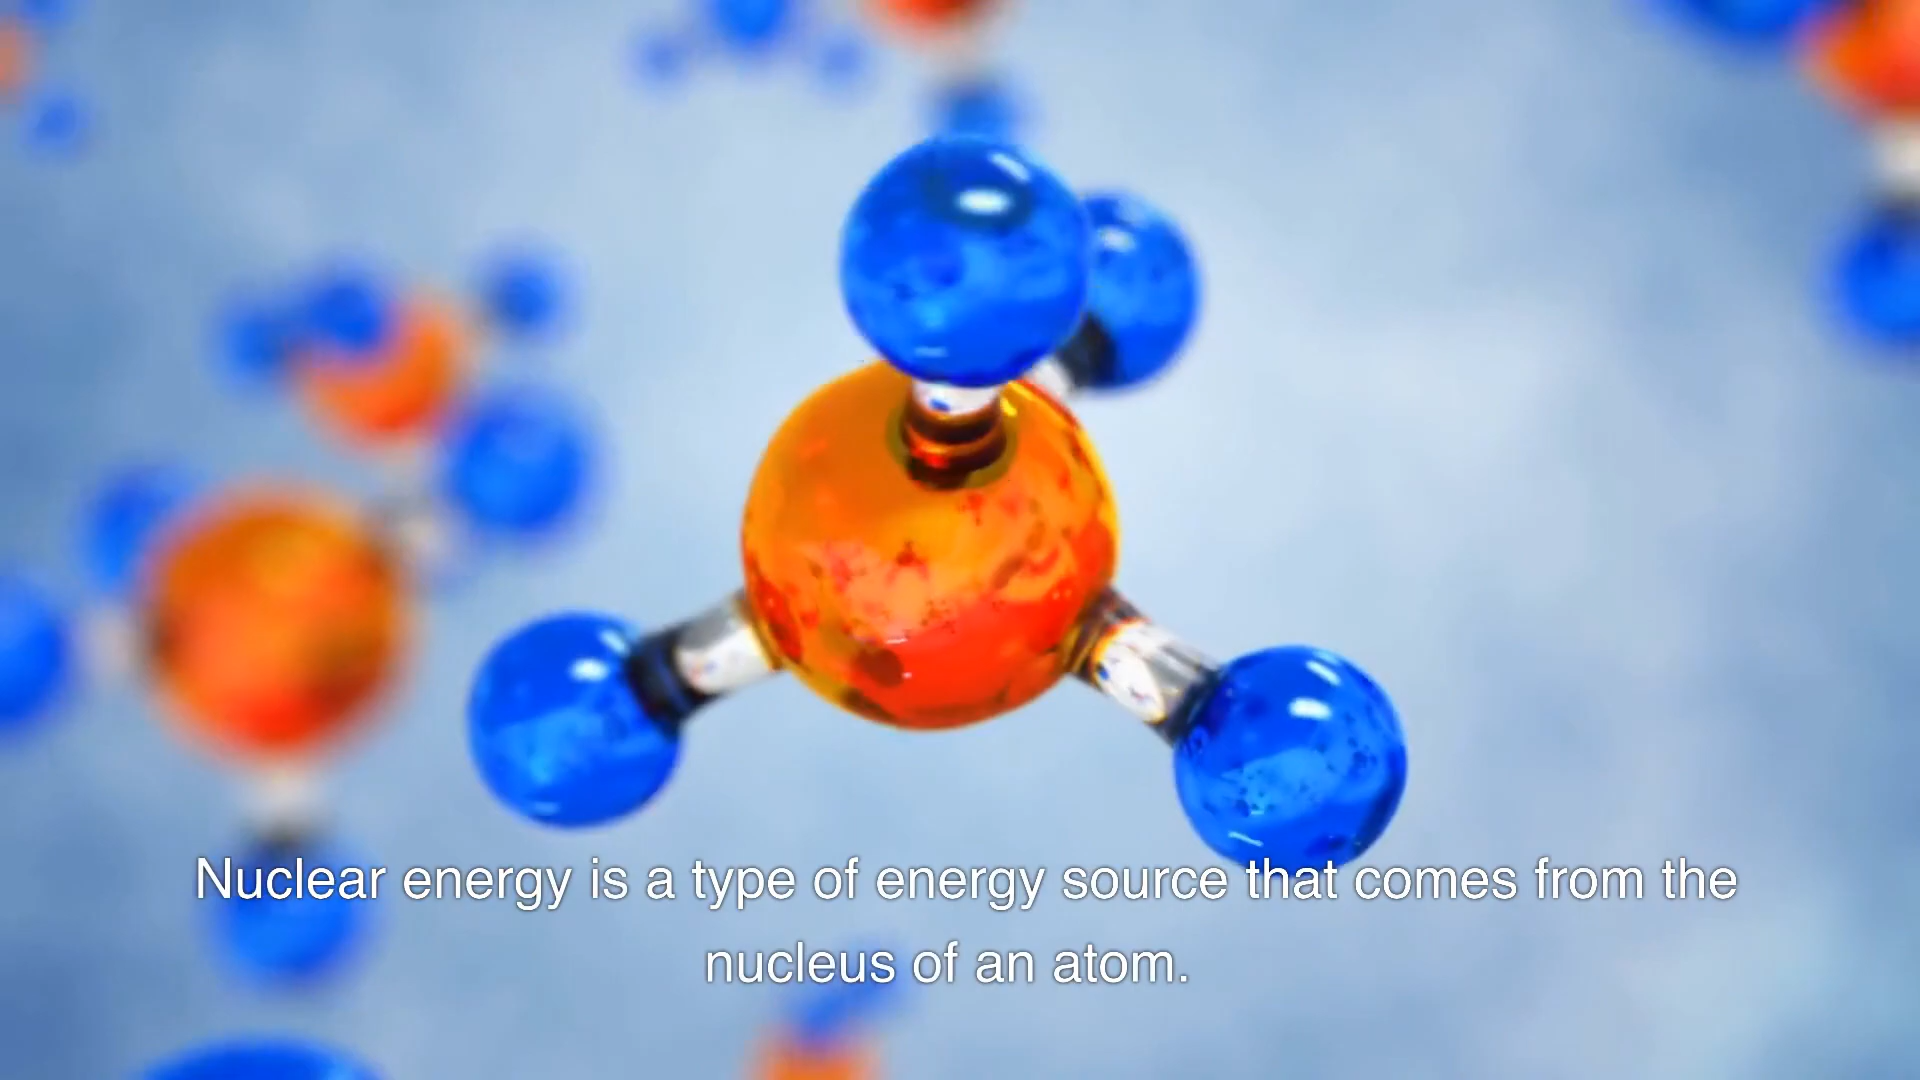 Nuclear energy is a type of energy source that comes from the
nucleus of an atom.